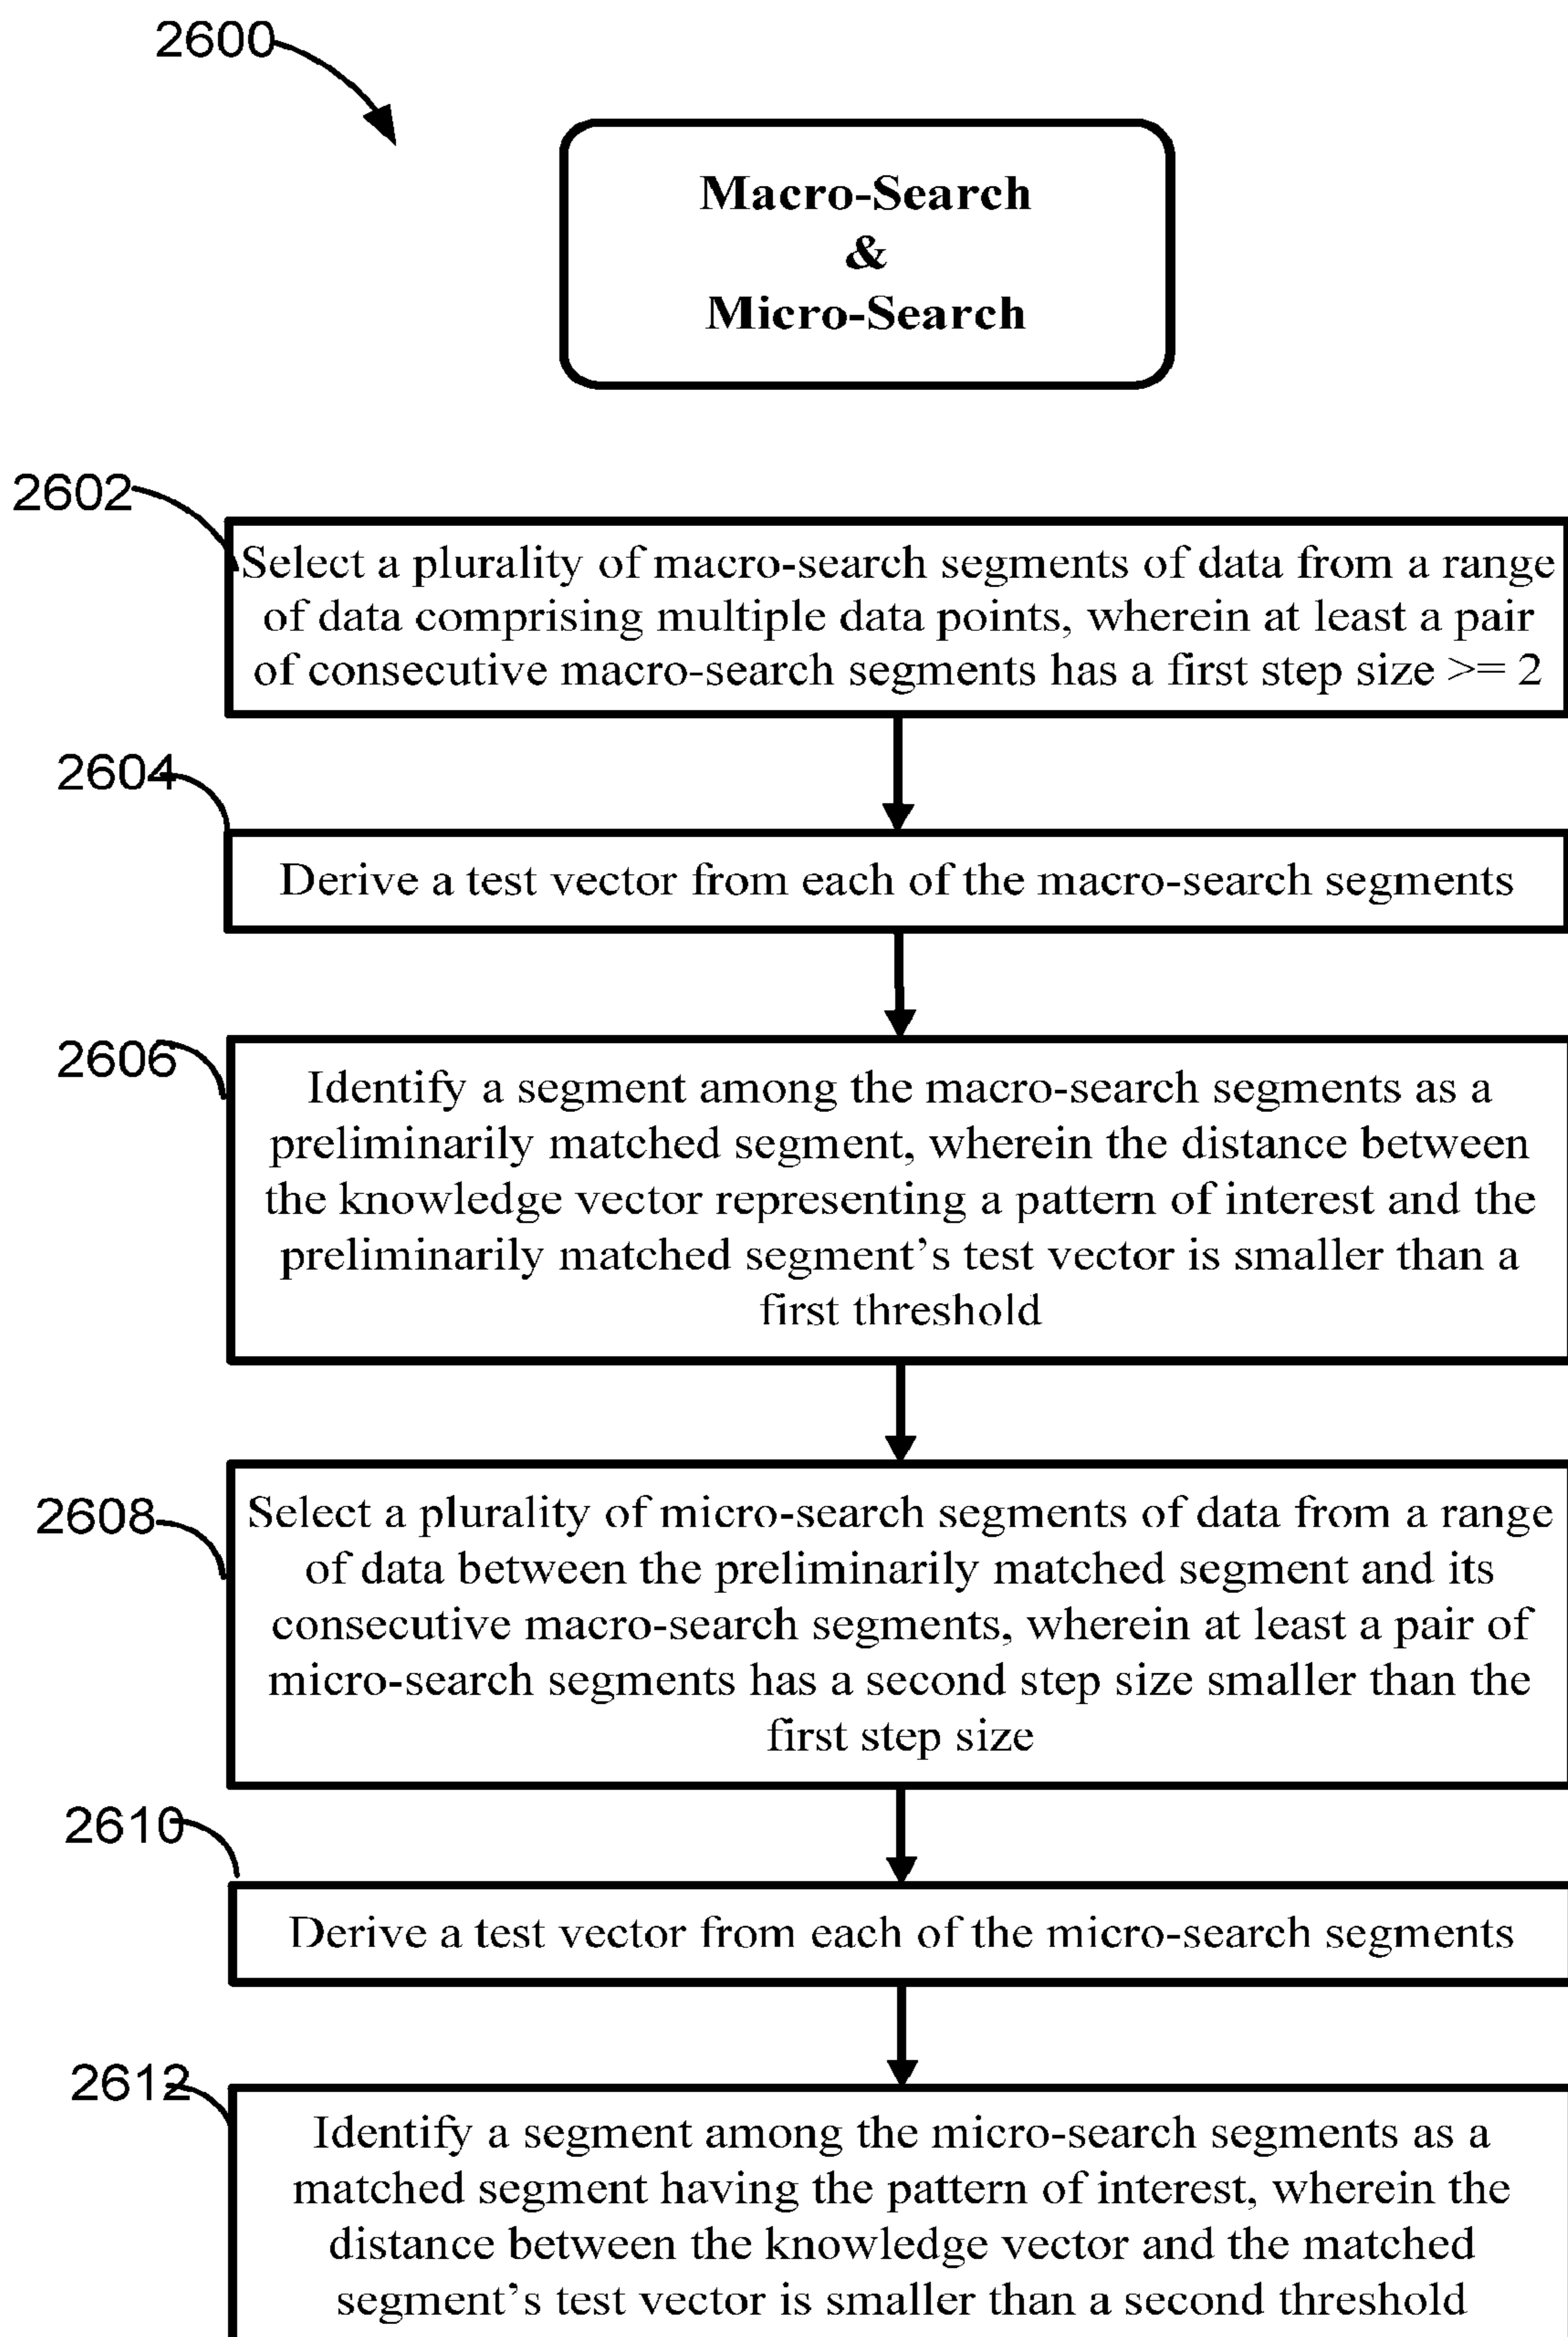 2600
Macro-Search
&
Micro-Search
2602
Select a plurality of macro-search segments of data from a range
of data comprising multiple data points, wherein at least a pair
of consecutive macro-search segments has a first step size >= 2
2604
Derive a test vector from each of the macro-search segments
2606
Identify a segment among the macro-search segments as a
preliminarily matched segment, wherein the distance between
the knowledge vector representing a pattern of interest and the
preliminarily matched segment’s test vector is smaller than a
first threshold
2608
Select a plurality of micro-search segments of data from a range
of data between the preliminarily matched segment and its
consecutive macro-search segments, wherein at least a pair of
micro-search segments has a second step size smaller than the
first step size
2610
Derive a test vector from each of the micro-search segments
2612
Identify a segment among the micro-search segments as a
matched segment having the pattern of interest, wherein the
distance between the knowledge vector and the matched
segment’s test vector is smaller than a second threshold